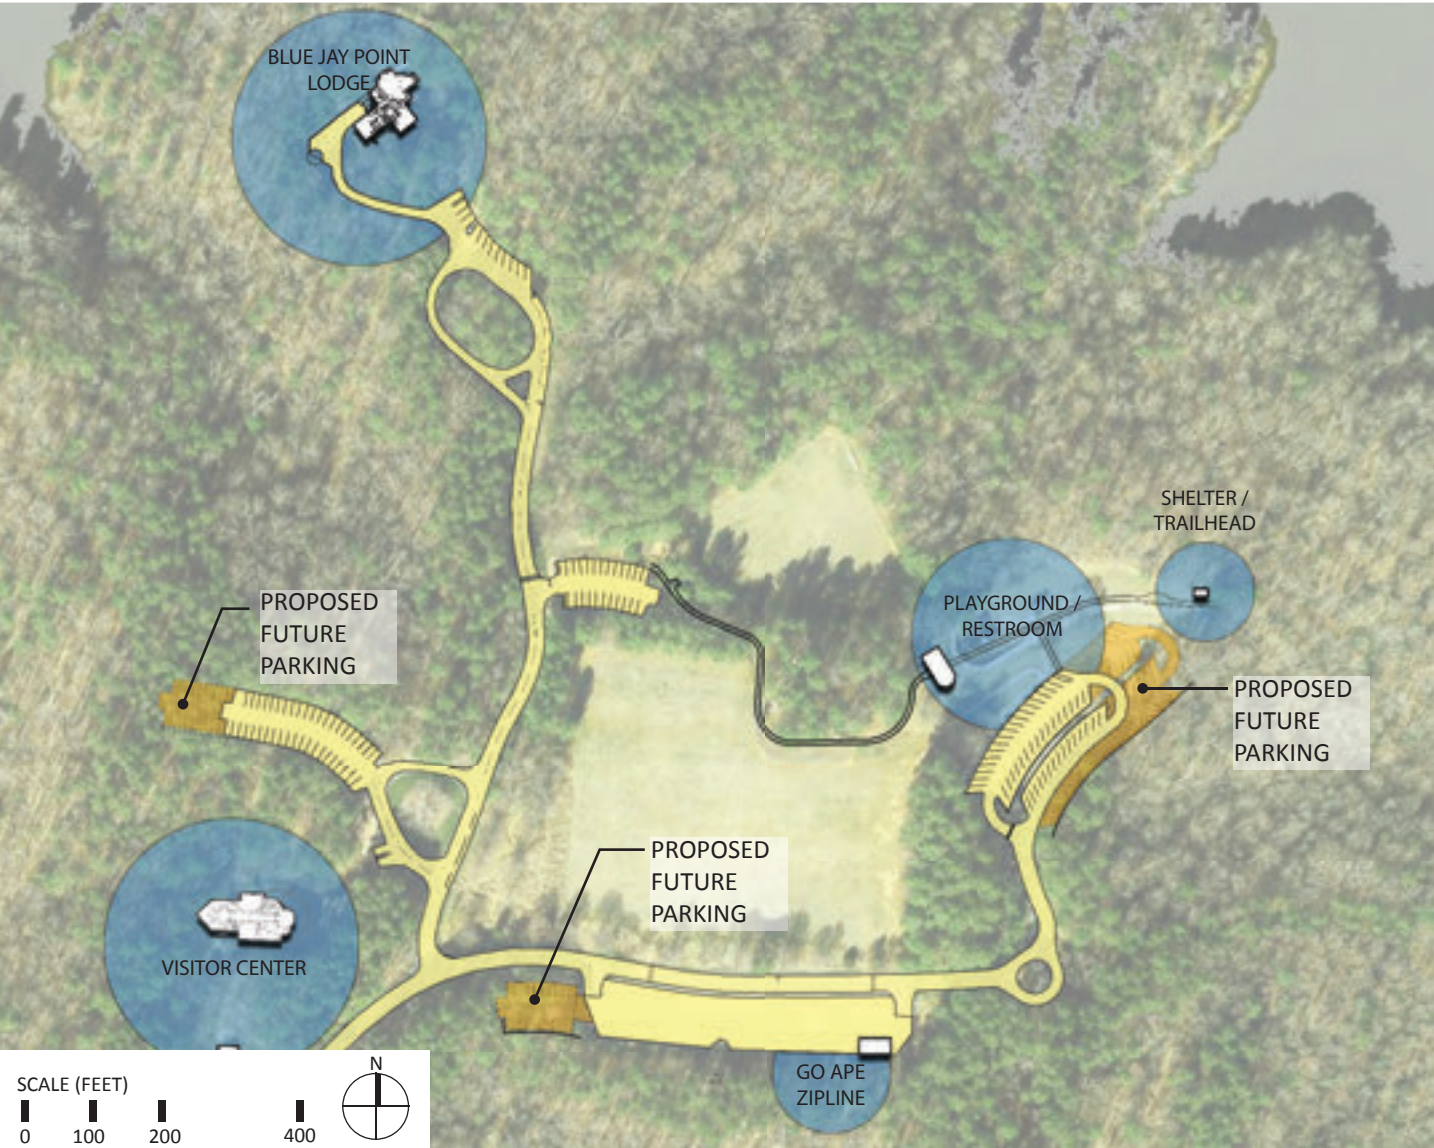 BLUE JAY POINT
LODGE
SHELTER /
TRAILHEAD
PROPOSED
FUTURE
PARKING
PLAYGROUND /
RESTROOM
PROPOSED
FUTURE
PARKING
PROPOSED
FUTURE
PARKING
VISITOR CENTER
GO APE
ZIPLINE
SCALE (FEET)
0 100 200 400
N